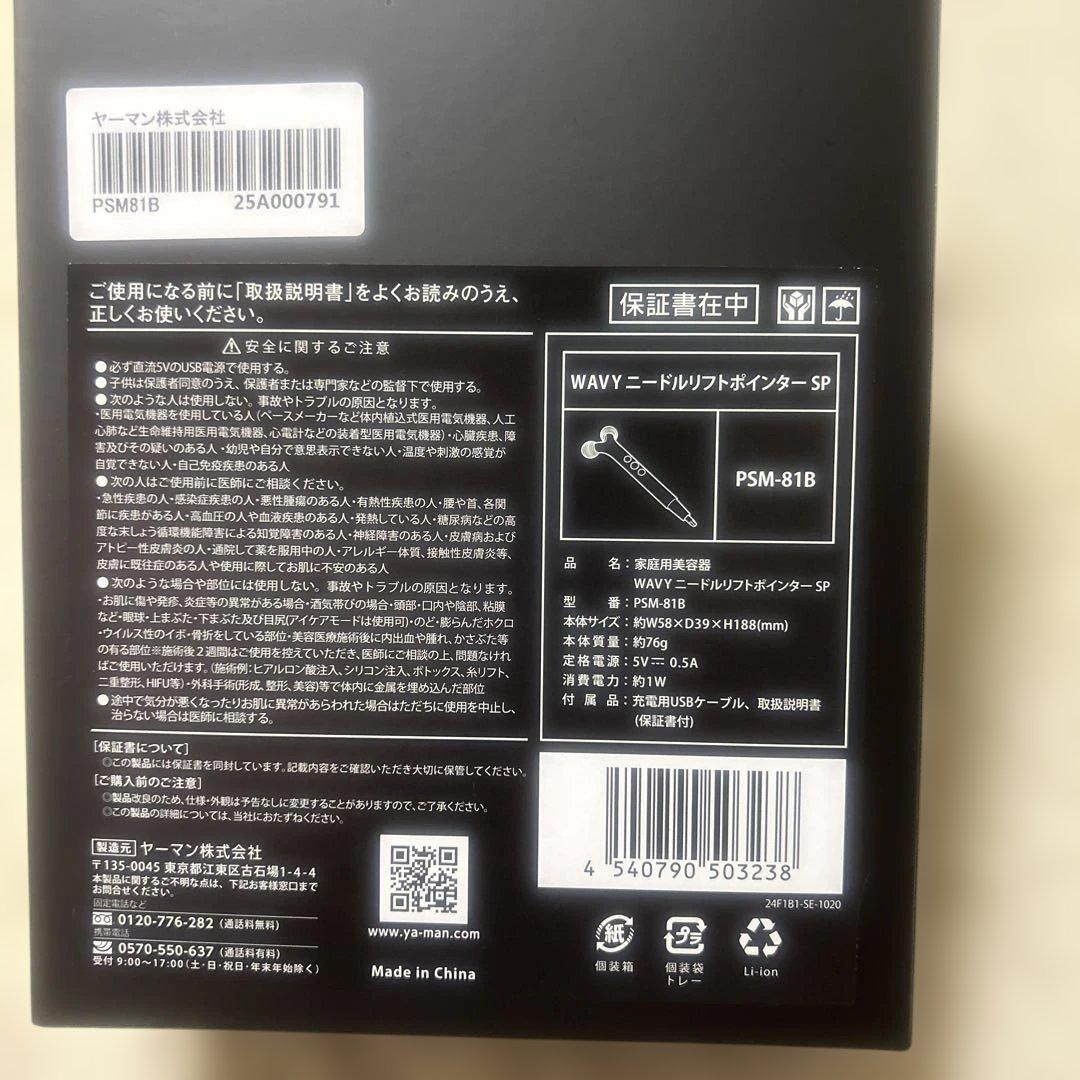 ヤーマン株式会社
PSM81B 25A000791
ご使用になる前に「取扱説明書」をよくお読みのうえ、
正しくお使いください。
保証書在中
安全に関するご注意
●必ず直流5VのUSB電源で使用する。
●子供は保護者同意のうえ、保護者または専門家などの監督下で使用する。
●次のような人は使用しない。事故やトラブルの原因となります。
・医用電気機器を使用している人(ペースメーカーなど体内植込式医用電気機器、人工
心肺など生命維持用医用電気機器、心電計などの装着型医用電気機器)・心臓疾患、障
害及びその疑いのある人・幼児や自分で意思表示できない人・温度や刺激の感覚が
自覚できない人・自己免疫疾患のある人
●次の人はご使用前に医師にご相談ください。
・急性疾患の人・感染症疾患の人・悪性腫瘍のある人・有熱性疾患の人・腰や首、各関
節に疾患がある人・高血圧の人や血液疾患のある人・発熱している人・糖尿病などの高
度な末しょう循環機能障害による知覚障害のある人・神経障害のある人・皮膚病および
アトピー性皮膚炎の人・通院して薬を服用中の人・アレルギー体質、接触性皮膚炎等、
皮膚に既往症のある人や使用に際してお肌に不安のある人
●次のような場合や部位には使用しない。事故やトラブルの原因となります。
・お肌に傷や発疹、炎症等の異常がある場合・酒気帯びの場合・頭部・口内や陰部、粘膜
など・眼球・上まぶた・下まぶた及び目尻(アイケアモードは使用可)・のど・膨らんだホクロ
・ウイルス性のイボ・骨折をしている部位・美容医療施術後に内出血や腫れ、かさぶた等
の有る部位※施術後2週間はご使用を控えていただき、医師にご相談の上、問題なけれ
ばご使用いただけます。(施術例:ヒアルロン酸注入、シリコン注入、ボトックス、糸リフト、
二重整形、HIFU等)・外科手術(形成、整形、美容)等で体内に金属を埋め込んだ部位
●途中で気分が悪くなったりお肌に異常があらわれた場合はただちに使用を中止し、
治らない場合は医師に相談する。
[保証書について]
◎この製品には保証書を同封しています。記載内容をご確認いただき大切に保管してください。
[ご購入前のご注意]
◎製品改良のため、仕様・外観は予告なしに変更することがありますので、ご了承ください。
◎この製品の詳細については、当社におたずねください。
製造元 ヤーマン株式会社
〒135-0045 東京都江東区古石場1-4-4
本製品に関するご不明な点は、下記お客様窓口まで
お問合せください。
固定電話など
0120-776-282 (通話料無料)
携帯電話
0570-550-637 (通話料有料)
受付 9:00～17:00(土・日・祝日・年末年始除く)
www.ya-man.com
Made in China
WAVY ニードルリフトポインター SP
PSM-81B
品 名:家庭用美容器
WAVY ニードルリフトポインター SP
型 番:PSM-81B
本体サイズ:約W58×D39×H188(mm)
本体質量:約76g
定格電源:5V⎓0.5A
消費電力:約1W
付属品:充電用USBケーブル、取扱説明書
(保証書付)
4 540790 503238
24F1B1-SE-1020
紙
個装箱
プラ
個装袋
トレー
Li-ion